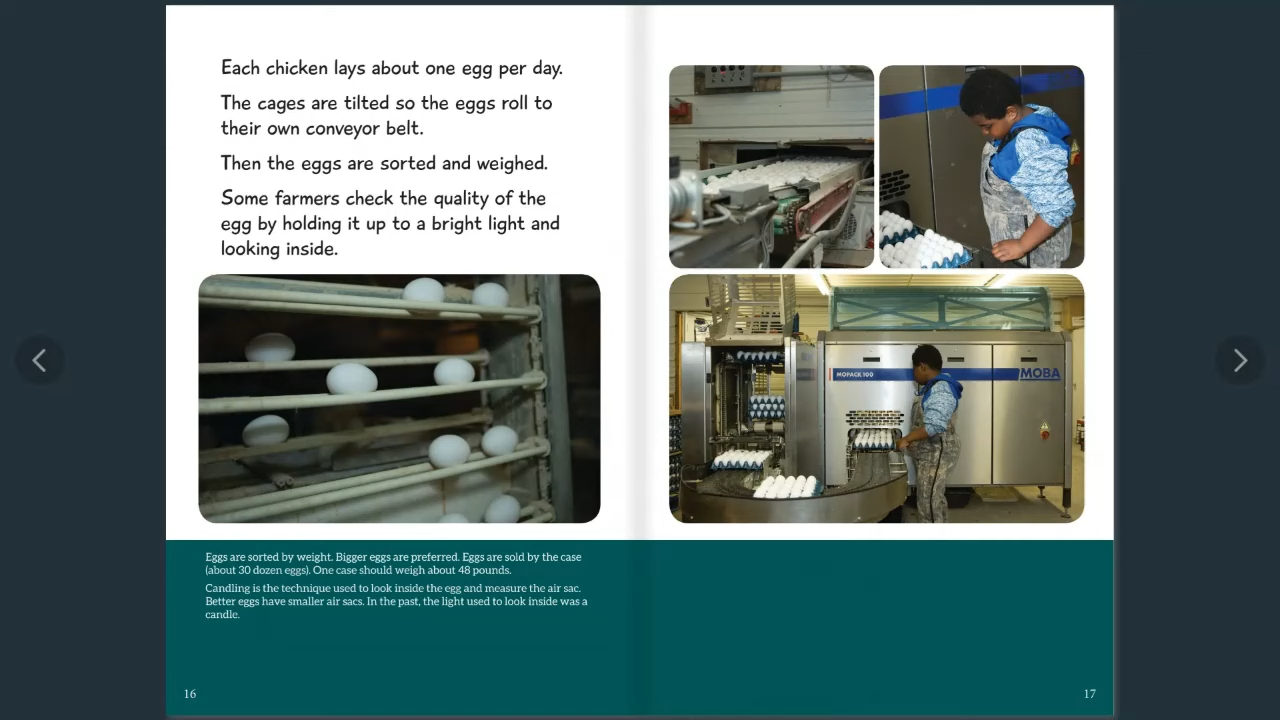 Each chicken lays about one egg per day.
The cages are tilted so the eggs roll to
their own conveyor belt.
Then the eggs are sorted and weighed.
Some farmers check the quality of the
egg by holding it up to a bright light and
looking inside.
MOPACK 100
MOBA
Eggs are sorted by weight. Bigger eggs are preferred. Eggs are sold by the case
(about 30 dozen eggs). One case should weigh about 48 pounds.
Candling is the technique used to look inside the egg and measure the air sac.
Better eggs have smaller air sacs. In the past, the light used to look inside was a
candle.
16
17